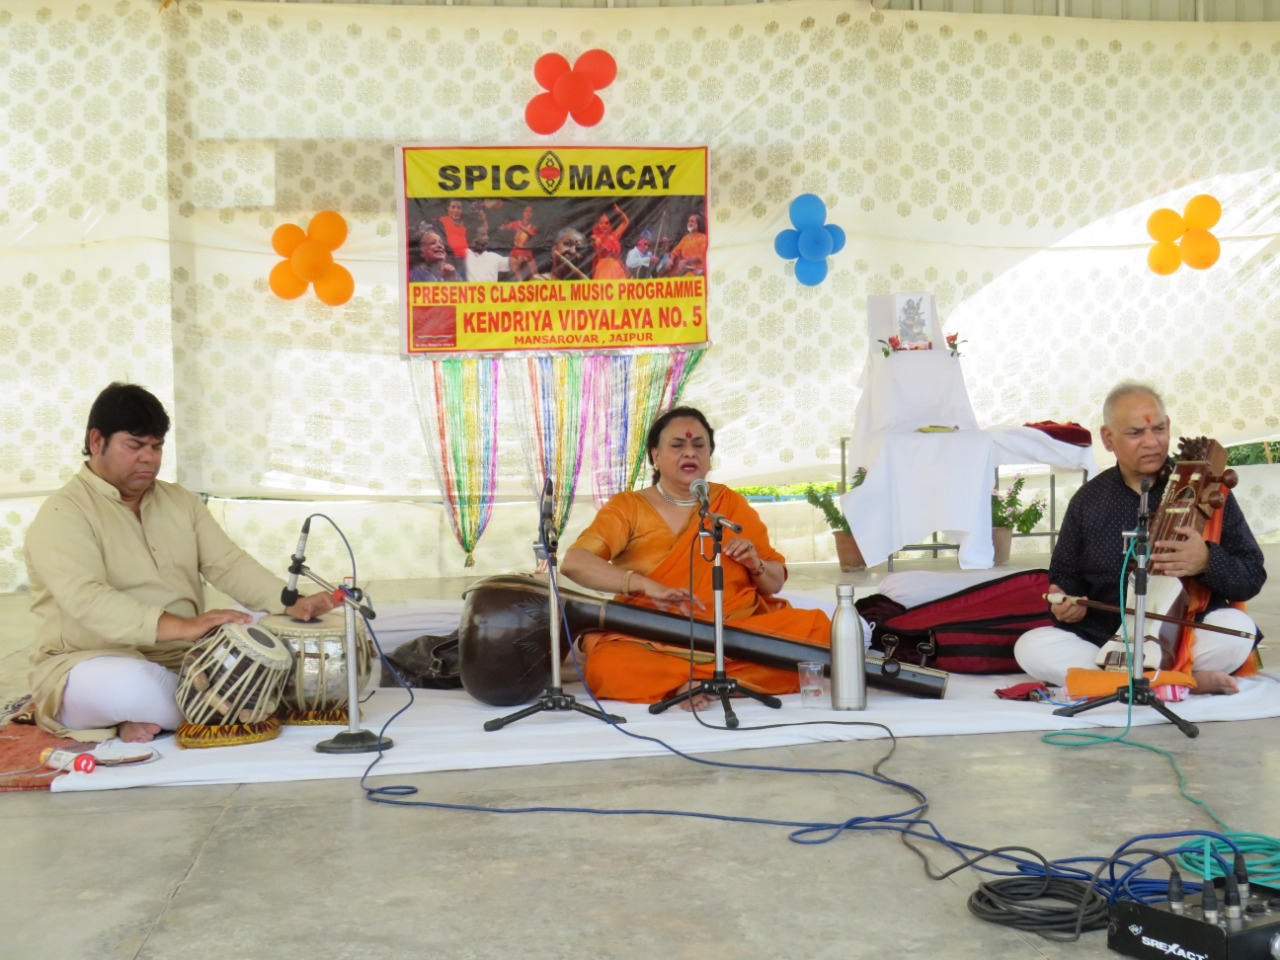 SPIC MACAY
PRESENTS CLASSICAL MUSIC PROGRAMME
KENDRIYA VIDYALAYA NO. 5
MANSAROVAR, JAIPUR
SREXACT